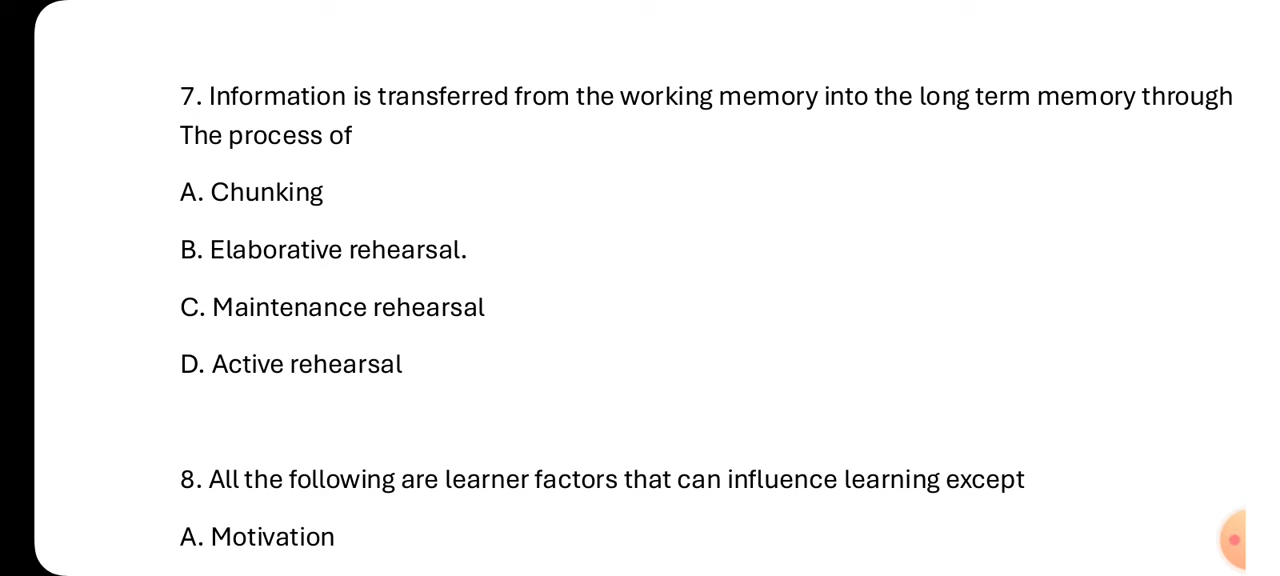 7. Information is transferred from the working memory into the long term memory through
The process of
A. Chunking
B. Elaborative rehearsal.
C. Maintenance rehearsal
D. Active rehearsal
8. All the following are learner factors that can influence learning except
A. Motivation